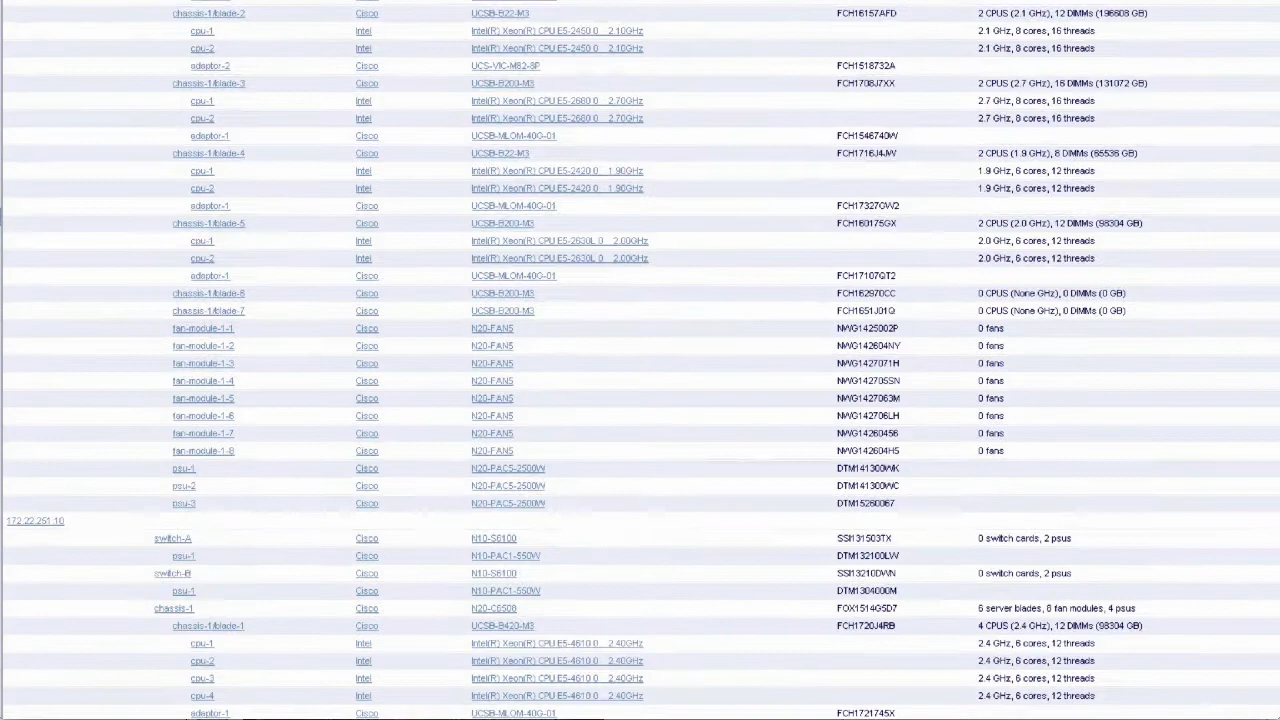 chassis-1/blade-2 Cisco UCSB-B22-M3 FCH16157AFD 2 CPUS (2.1 GHz), 12 DIMMs (196608 GB)
cpu-1 Intel Intel(R) Xeon(R) CPU E5-2450 0 2.10GHz 2.1 GHz, 8 cores, 16 threads
cpu-2 Intel Intel(R) Xeon(R) CPU E5-2450 0 2.10GHz 2.1 GHz, 8 cores, 16 threads
adaptor-2 Cisco UCS-VIC-M82-8P FCH1518732A
chassis-1/blade-3 Cisco UCSB-B200-M3 FCH1708J7XX 2 CPUS (2.7 GHz), 16 DIMMs (131072 GB)
cpu-1 Intel Intel(R) Xeon(R) CPU E5-2680 0 2.70GHz 2.7 GHz, 8 cores, 16 threads
cpu-2 Intel Intel(R) Xeon(R) CPU E5-2680 0 2.70GHz 2.7 GHz, 8 cores, 16 threads
adaptor-1 Cisco UCSB-MLOM-40G-01 FCH1546740W
chassis-1/blade-4 Cisco UCSB-B22-M3 FCH1716J4JW 2 CPUS (1.9 GHz), 8 DIMMs (65536 GB)
cpu-1 Intel Intel(R) Xeon(R) CPU E5-2420 0 1.90GHz 1.9 GHz, 6 cores, 12 threads
cpu-2 Intel Intel(R) Xeon(R) CPU E5-2420 0 1.90GHz 1.9 GHz, 6 cores, 12 threads
adaptor-1 Cisco UCSB-MLOM-40G-01 FCH17327GW2
chassis-1/blade-5 Cisco UCSB-B200-M3 FCH160175GX 2 CPUS (2.0 GHz), 12 DIMMs (98304 GB)
cpu-1 Intel Intel(R) Xeon(R) CPU E5-2630L 0 2.00GHz 2.0 GHz, 6 cores, 12 threads
cpu-2 Intel Intel(R) Xeon(R) CPU E5-2630L 0 2.00GHz 2.0 GHz, 6 cores, 12 threads
adaptor-1 Cisco UCSB-MLOM-40G-01 FCH17107QT2
chassis-1/blade-6 Cisco UCSB-B200-M3 FCH162970CC 0 CPUS (None GHz), 0 DIMMs (0 GB)
chassis-1/blade-7 Cisco UCSB-B200-M3 FCH1651J01Q 0 CPUS (None GHz), 0 DIMMs (0 GB)
fan-module-1-1 Cisco N20-FAN5 NWG1425002P 0 fans
fan-module-1-2 Cisco N20-FAN5 NWG142604NY 0 fans
fan-module-1-3 Cisco N20-FAN5 NWG1427071H 0 fans
fan-module-1-4 Cisco N20-FAN5 NWG142705SN 0 fans
fan-module-1-5 Cisco N20-FAN5 NWG1427063M 0 fans
fan-module-1-6 Cisco N20-FAN5 NWG142706LH 0 fans
fan-module-1-7 Cisco N20-FAN5 NWG14260456 0 fans
fan-module-1-8 Cisco N20-FAN5 NWG142604H5 0 fans
psu-1 Cisco N20-PAC5-2500W DTM141300WK
psu-2 Cisco N20-PAC5-2500W DTM141300WC
psu-3 Cisco N20-PAC5-2500W DTM15260067
172.22.251.10
switch-A Cisco N10-S6100 SSI131503TX 0 switch cards, 2 psus
psu-1 Cisco N10-PAC1-550W DTM132100LW
switch-B Cisco N10-S6100 SSI13210DWN 0 switch cards, 2 psus
psu-1 Cisco N10-PAC1-550W DTM1304000M
chassis-1 Cisco N20-C6508 FOX1514G5D7 6 server blades, 8 fan modules, 4 psus
chassis-1/blade-1 Cisco UCSB-B420-M3 FCH1720J4RB 4 CPUS (2.4 GHz), 12 DIMMs (98304 GB)
cpu-1 Intel Intel(R) Xeon(R) CPU E5-4610 0 2.40GHz 2.4 GHz, 6 cores, 12 threads
cpu-2 Intel Intel(R) Xeon(R) CPU E5-4610 0 2.40GHz 2.4 GHz, 6 cores, 12 threads
cpu-3 Intel Intel(R) Xeon(R) CPU E5-4610 0 2.40GHz 2.4 GHz, 6 cores, 12 threads
cpu-4 Intel Intel(R) Xeon(R) CPU E5-4610 0 2.40GHz 2.4 GHz, 6 cores, 12 threads
adaptor-1 Cisco UCSB-MLOM-40G-01 FCH1721745X